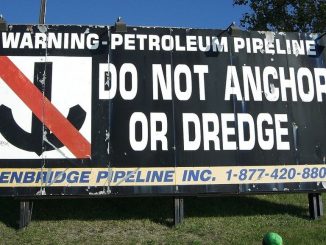 WARNING-PETROLEUM PIPELINE
DO NOT ANCHOR
OR DREDGE
ENBRIDGE PIPELINE INC. 1-877-420-880